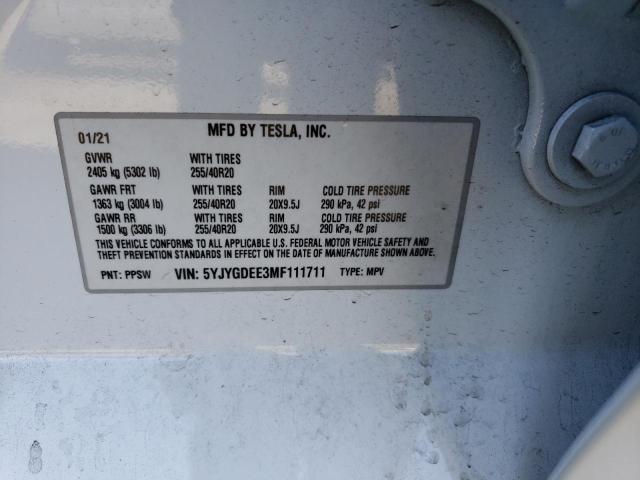 01/21 MFD BY TESLA, INC.
GVWR WITH TIRES
2405 kg (5302 lb) 255/40R20
GAWR FRT WITH TIRES RIM COLD TIRE PRESSURE
1363 kg (3004 lb) 255/40R20 20X9.5J 290 kPa, 42 psi
GAWR RR WITH TIRES RIM COLD TIRE PRESSURE
1500 kg (3306 lb) 255/40R20 20X9.5J 290 kPa, 42 psi
THIS VEHICLE CONFORMS TO ALL APPLICABLE U.S. FEDERAL MOTOR VEHICLE SAFETY AND
THEFT PREVENTION STANDARDS IN EFFECT ON THE DATE OF MANUFACTURE SHOWN ABOVE.
PNT: PPSW VIN: 5YJYGDEE3MF111711 TYPE: MPV